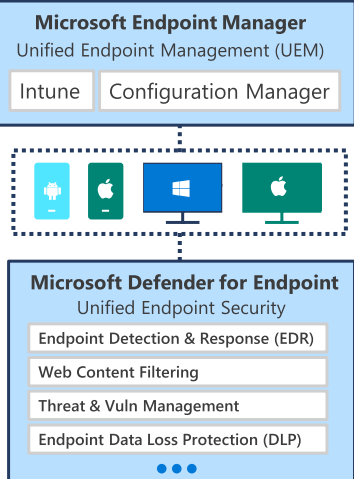 Microsoft Endpoint Manager
Unified Endpoint Management (UEM)
Intune
Configuration Manager
Microsoft Defender for Endpoint
Unified Endpoint Security
Endpoint Detection & Response (EDR)
Web Content Filtering
Threat & Vuln Management
Endpoint Data Loss Protection (DLP)